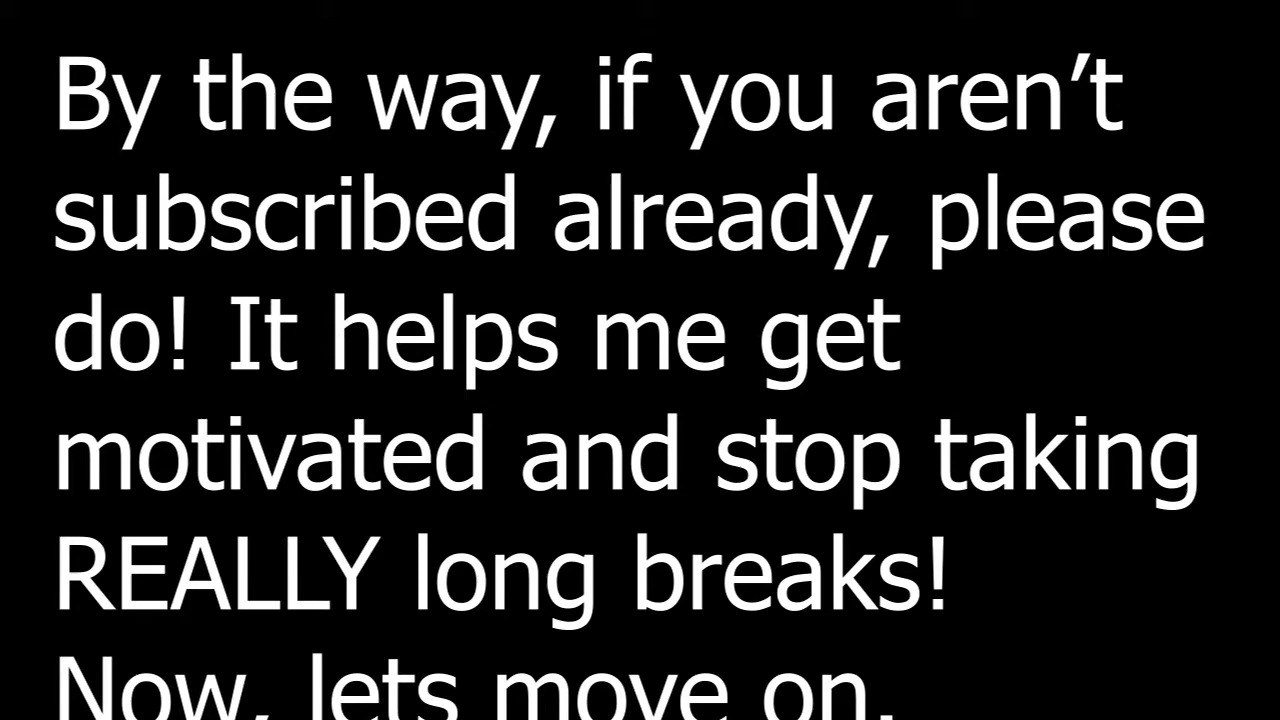 By the way, if you aren’t
subscribed already, please
do! It helps me get
motivated and stop taking
REALLY long breaks!
Now, lets move on.